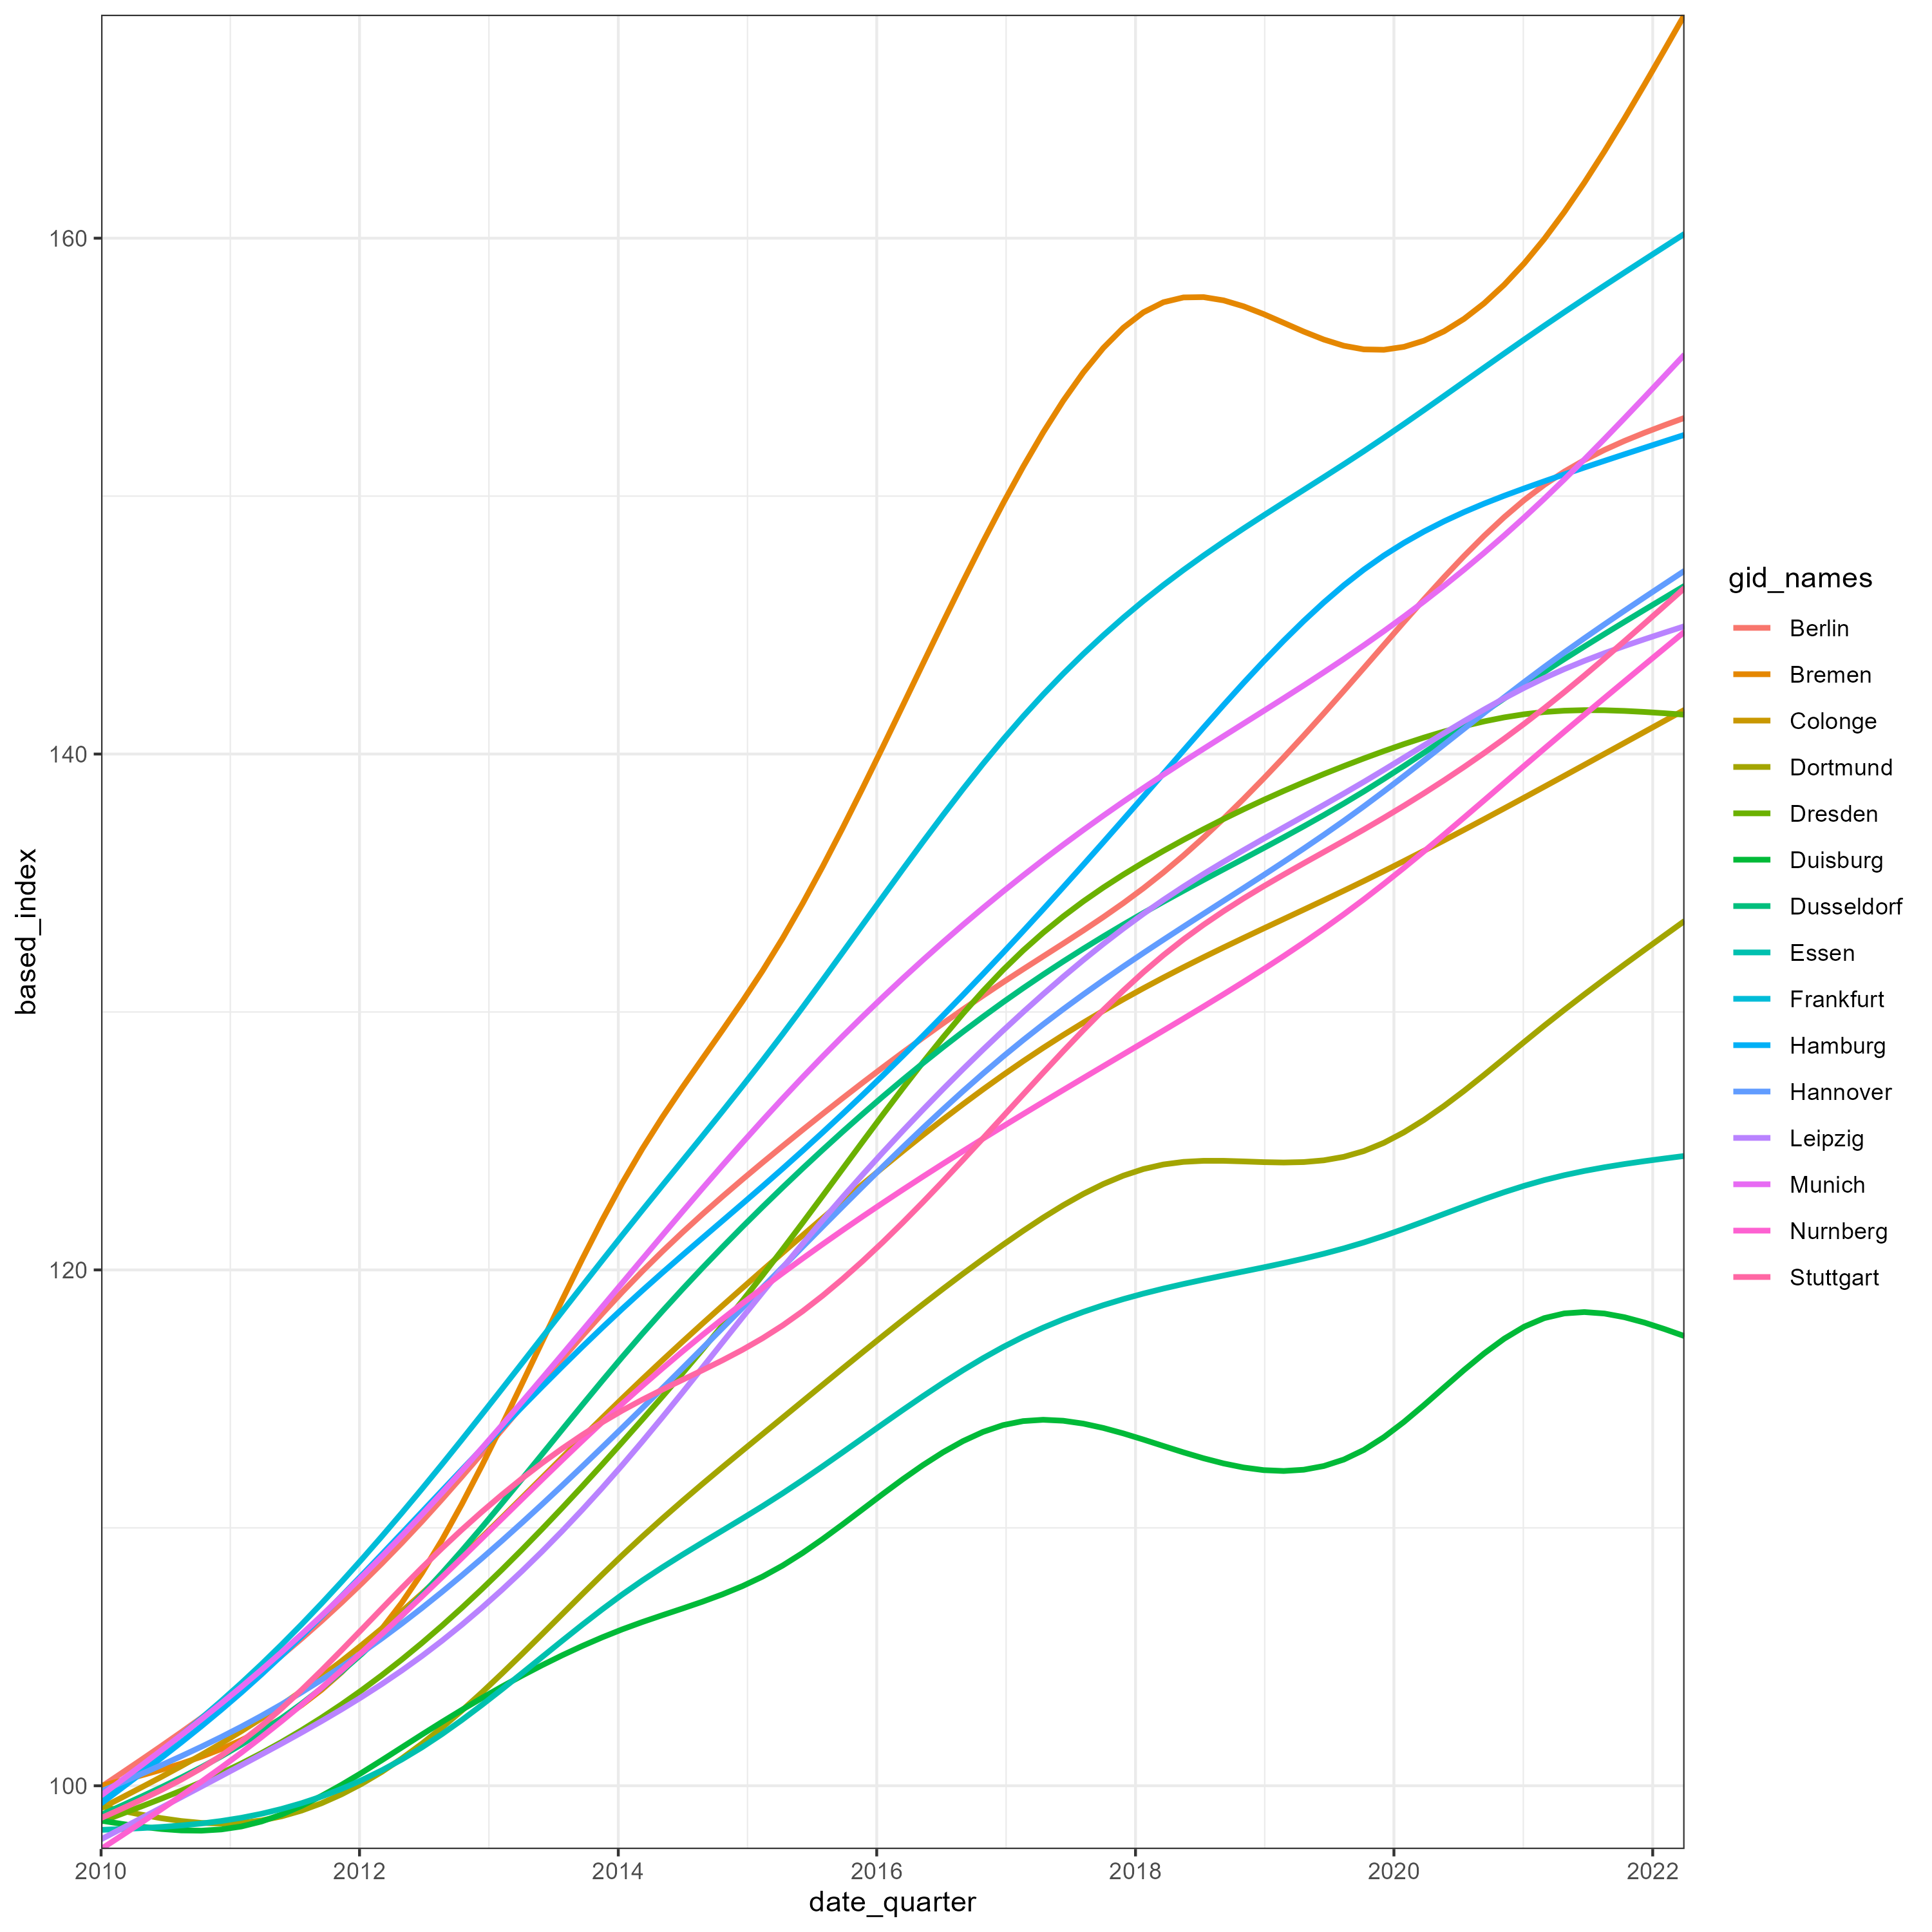 160
140
120
100
based_index
2010 2012 2014 2016 2018 2020 2022
date_quarter
gid_names
Berlin
Bremen
Colonge
Dortmund
Dresden
Duisburg
Dusseldorf
Essen
Frankfurt
Hamburg
Hannover
Leipzig
Munich
Nurnberg
Stuttgart